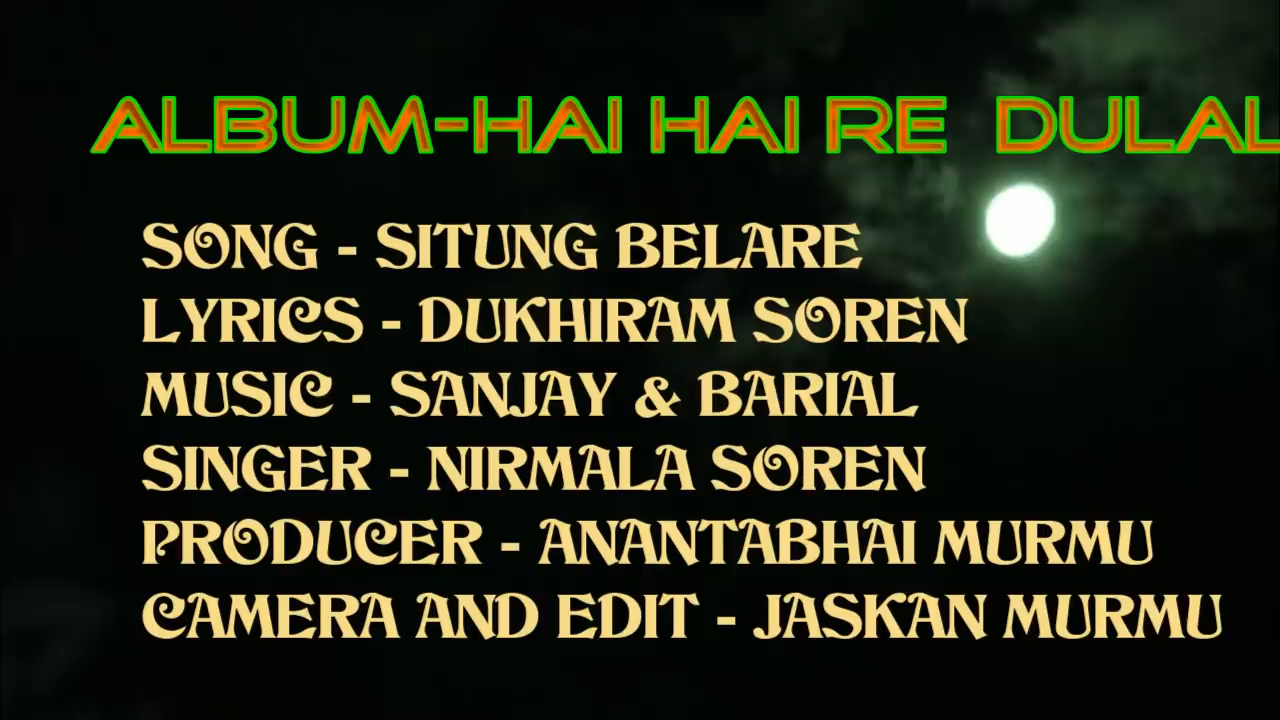 ALBUM-HAI HAI RE DULAL
SONG - SITUNG BELARE
LYRICS - DUKHIRAM SOREN
MUSIC - SANJAY & BARIAL
SINGER - NIRMALA SOREN
PRODUCER - ANANTABHAI MURMU
CAMERA AND EDIT - JASKAN MURMU